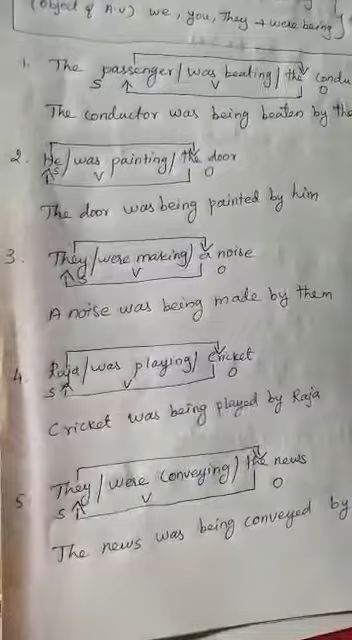 (Object of A.V) we, you, They → were being
1. The passenger / was beating / the condu
S V O
The conductor was being beaten by the
2. He / was painting / the door
S V O
The door was being painted by him
3. They / were making / a noise
S V O
A noise was being made by them
4. Raja / was playing / cricket
S V O
Cricket was being played by Raja
5. They / were conveying / the news
S V O
The news was being conveyed by